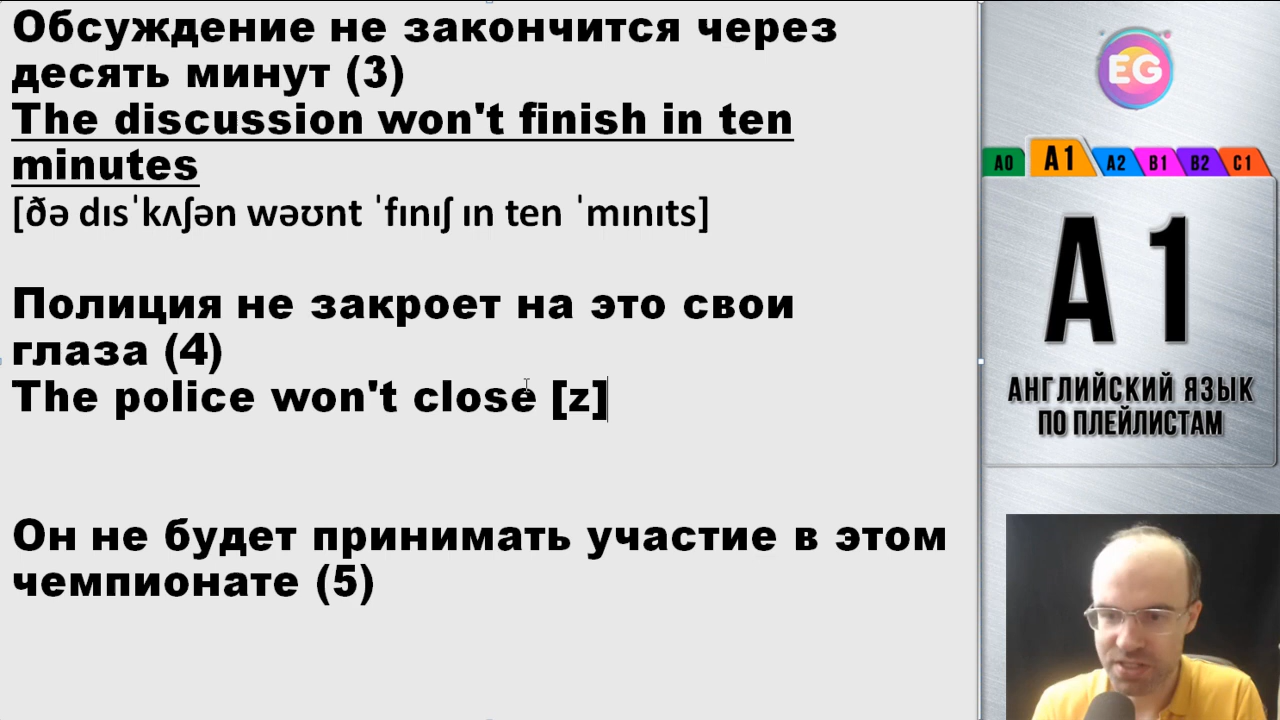 Обсуждение не закончится через
десять минут (3)
The discussion won't finish in ten
minutes
[ðə dɪsˈkʌʃən wəʊnt ˈfɪnɪʃ ɪn ten ˈmɪnɪts]
Полиция не закроет на это свои
глаза (4)
The police won't close [z]
Он не будет принимать участие в этом
чемпионате (5)
EG
A0 A1 A2 B1 B2 C1
A 1
АНГЛИЙСКИЙ ЯЗЫК
ПО ПЛЕЙЛИСТАМ